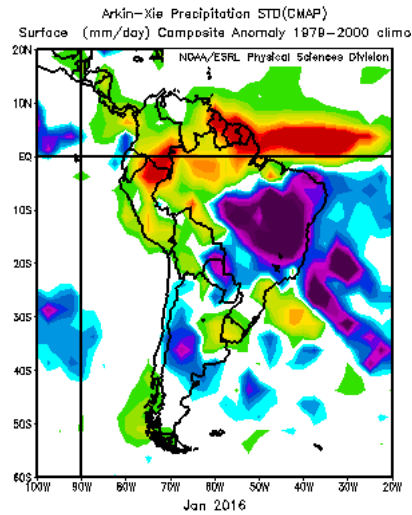 Arkin-Xie Precipitation STD(CMAP)
Surface (mm/day) Composite Anomaly 1979-2000 climo
NOAA/ESRL Physical Sciences Division
20N
10N
EQ
10S
20S
30S
40S
50S
60S
100W 90W 80W 70W 60W 50W 40W 30W 20W
Jan 2016